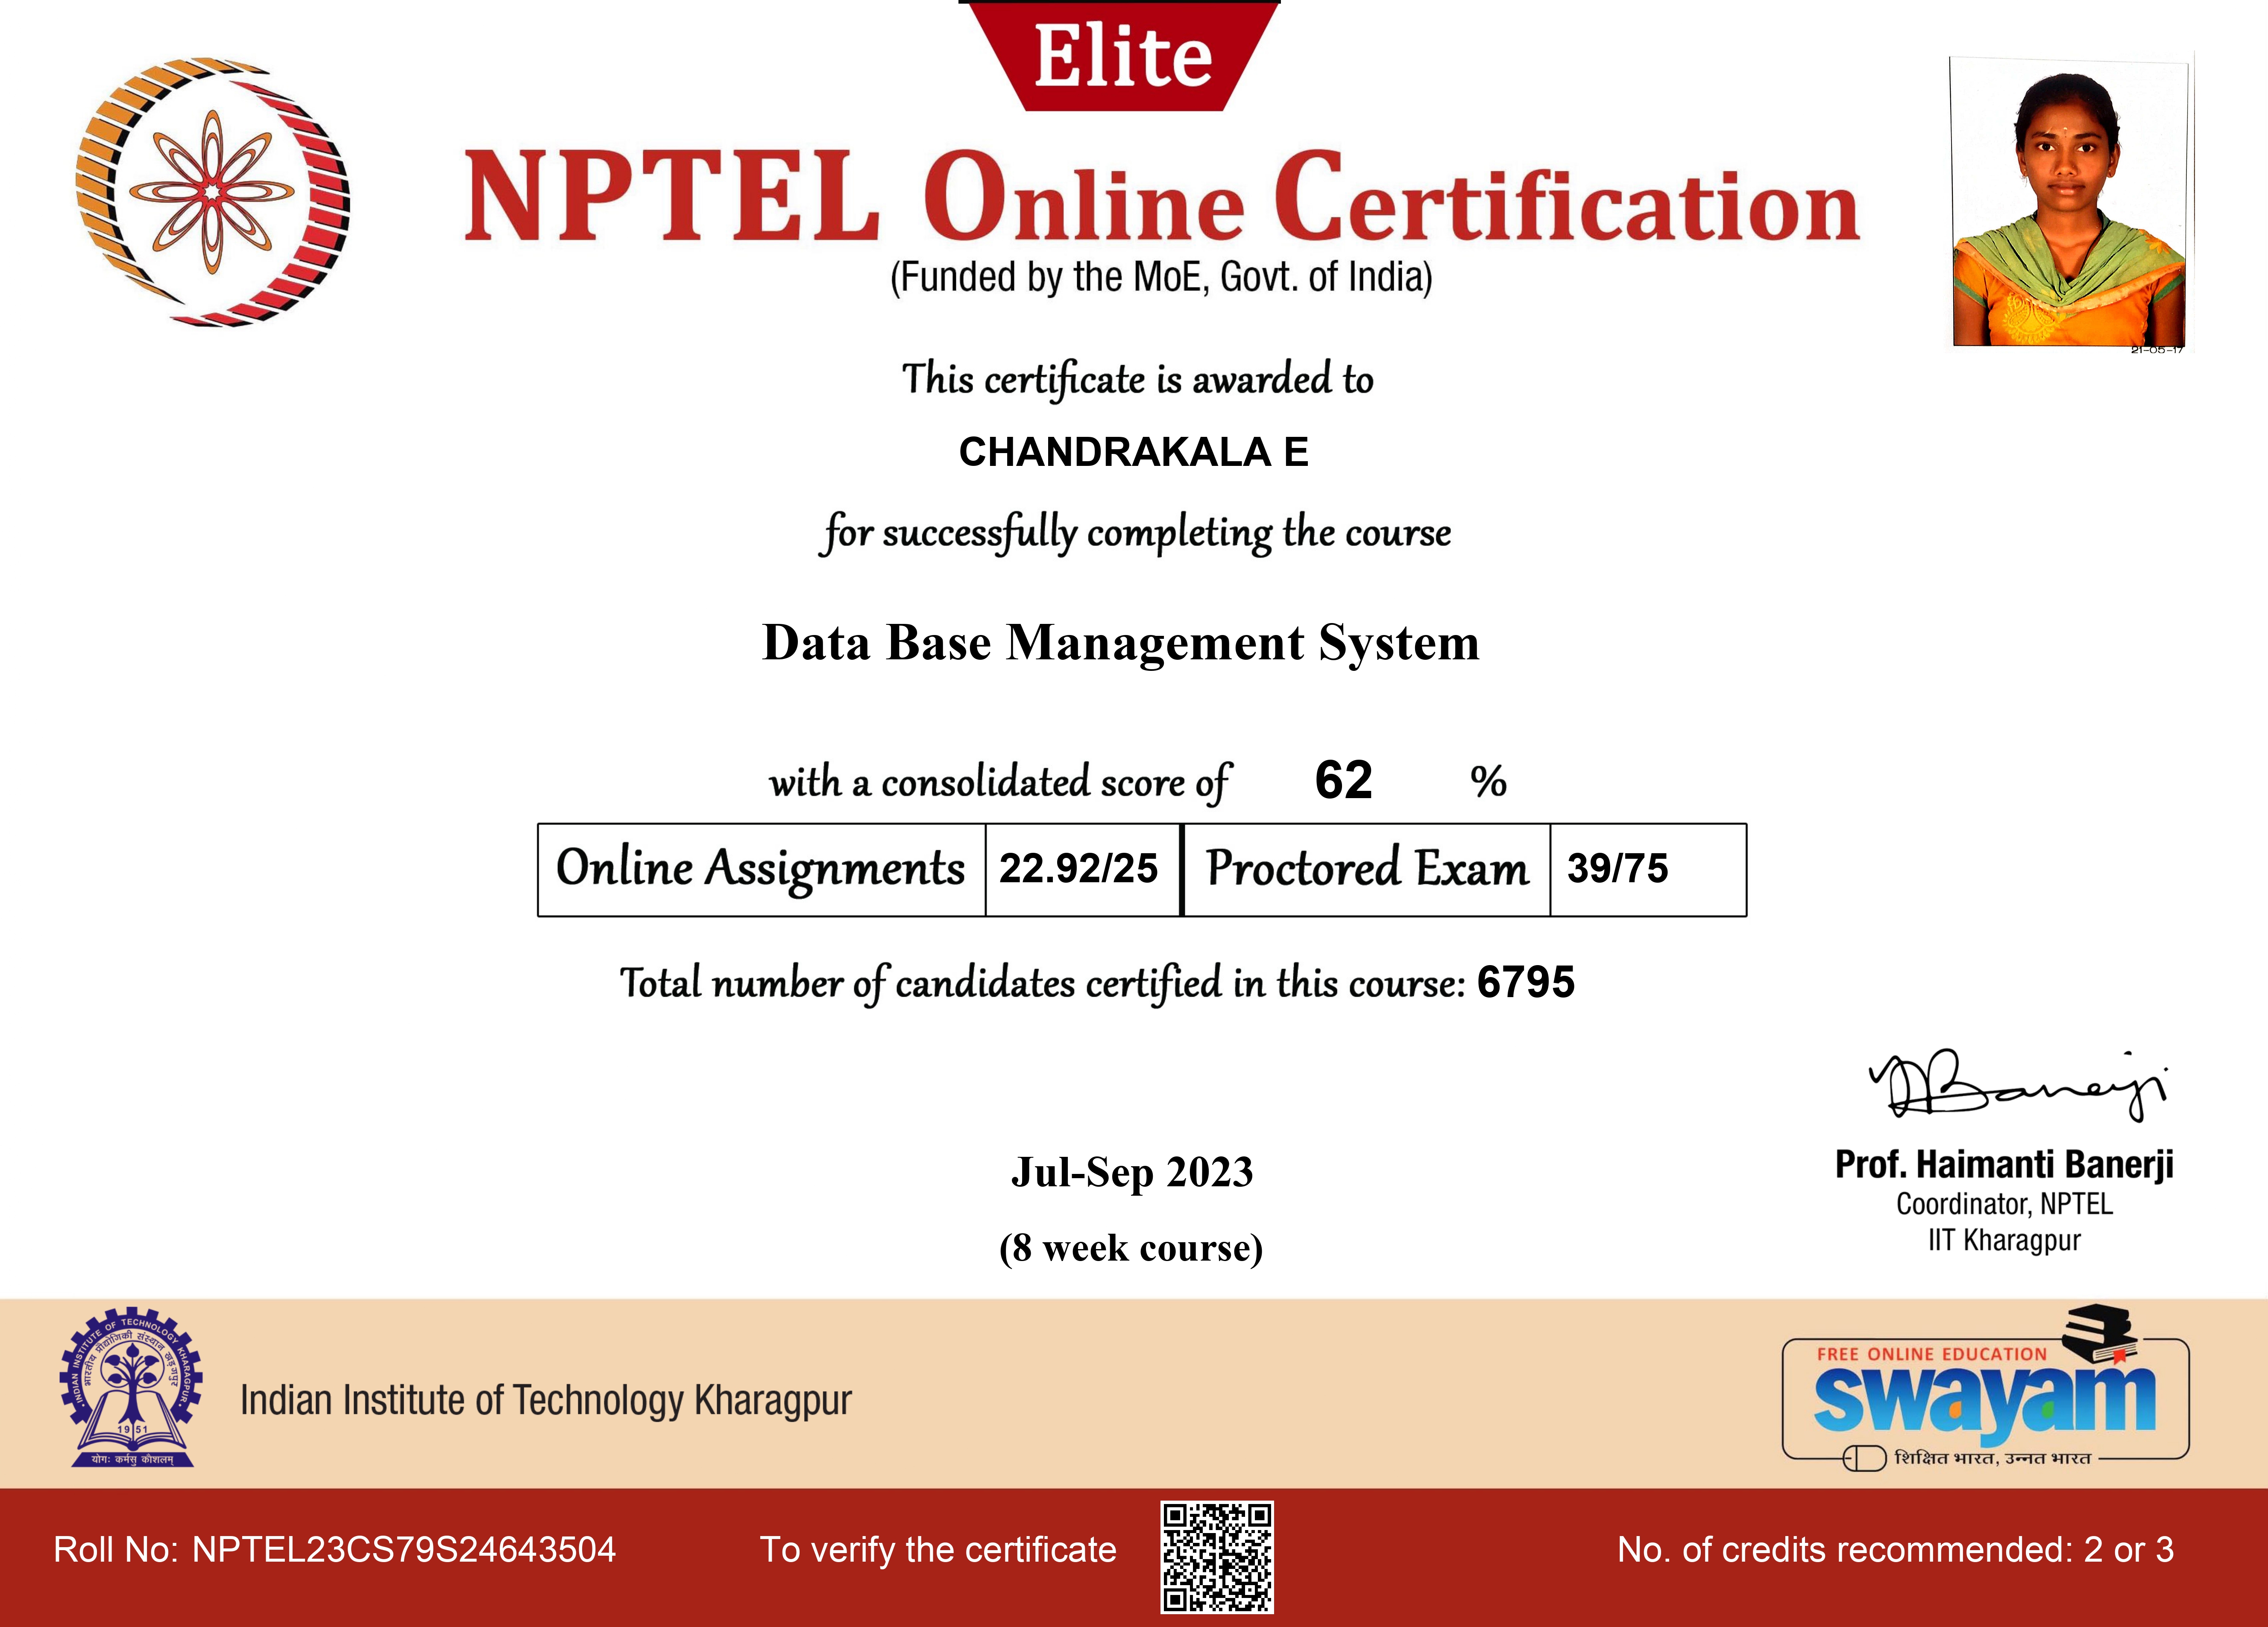 Elite
NPTEL Online Certification
(Funded by the MoE, Govt. of India)
21-05-17
This certificate is awarded to
CHANDRAKALA E
for successfully completing the course
Data Base Management System
with a consolidated score of 62 %
Online Assignments 22.92/25 Proctored Exam 39/75
Total number of candidates certified in this course: 6795
Banerji
Jul-Sep 2023
(8 week course)
Prof. Haimanti Banerji
Coordinator, NPTEL
IIT Kharagpur
INDIAN INSTITUTE OF TECHNOLOGY KHARAGPUR
भारतीय प्रौद्योगिकी संस्थान खड़गपुर
1951
योगः कर्मसु कौशलम्
Indian Institute of Technology Kharagpur
FREE ONLINE EDUCATION
swayam
शिक्षित भारत, उन्नत भारत
Roll No: NPTEL23CS79S24643504
To verify the certificate
No. of credits recommended: 2 or 3